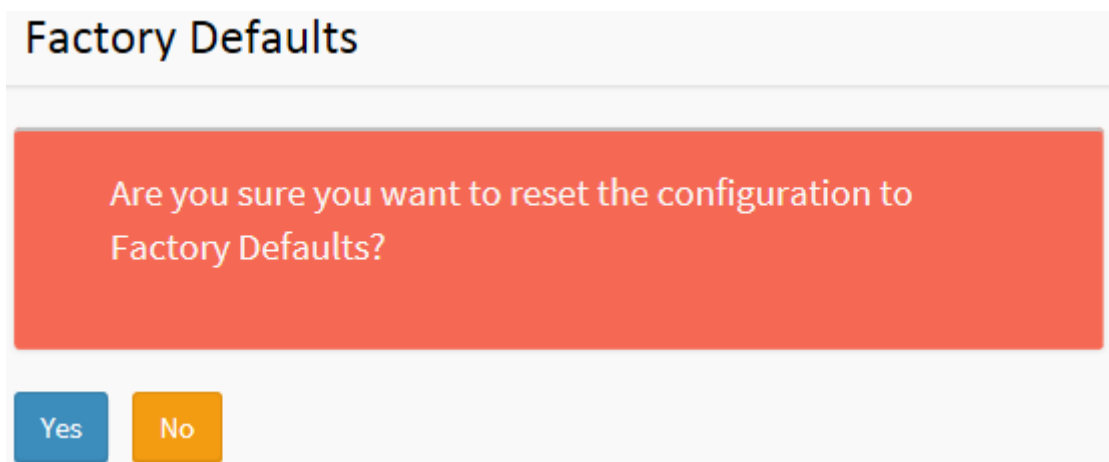 Factory Defaults
Are you sure you want to reset the configuration to
Factory Defaults?
Yes No